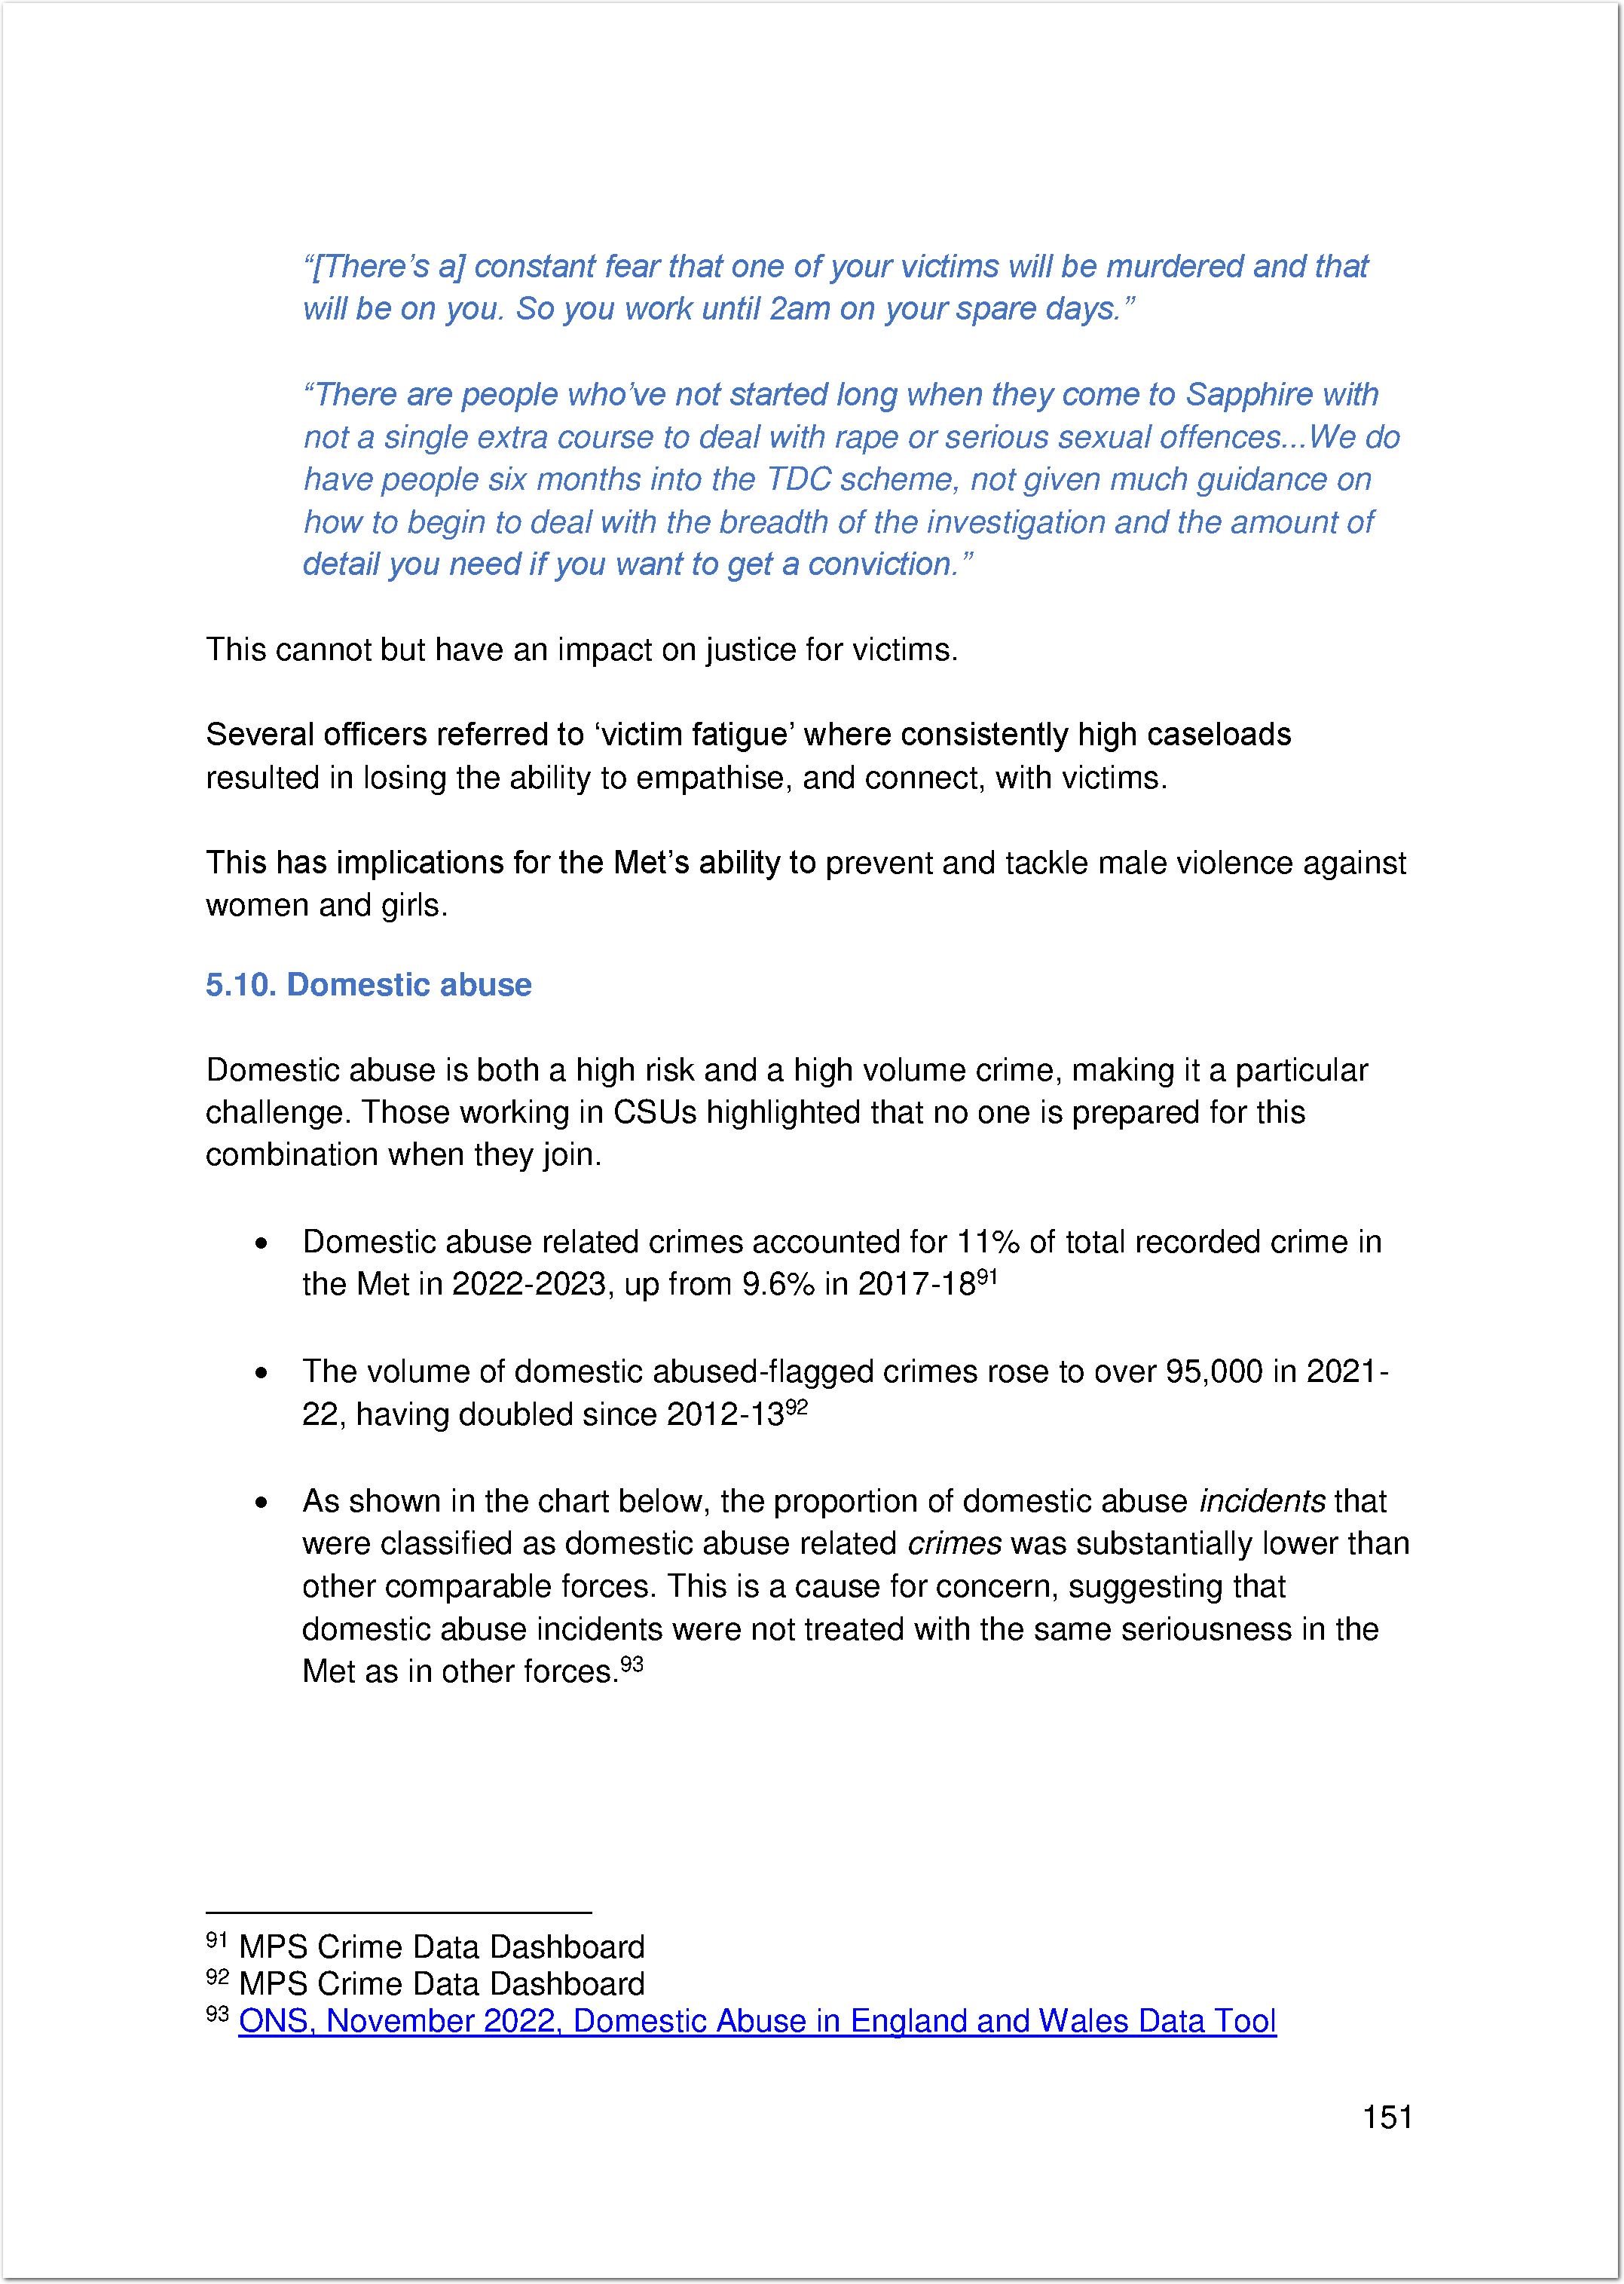 “[There’s a] constant fear that one of your victims will be murdered and that
will be on you. So you work until 2am on your spare days.”
“There are people who’ve not started long when they come to Sapphire with
not a single extra course to deal with rape or serious sexual offences...We do
have people six months into the TDC scheme, not given much guidance on
how to begin to deal with the breadth of the investigation and the amount of
detail you need if you want to get a conviction.”
This cannot but have an impact on justice for victims.
Several officers referred to ‘victim fatigue’ where consistently high caseloads
resulted in losing the ability to empathise, and connect, with victims.
This has implications for the Met’s ability to prevent and tackle male violence against
women and girls.
5.10. Domestic abuse
Domestic abuse is both a high risk and a high volume crime, making it a particular
challenge. Those working in CSUs highlighted that no one is prepared for this
combination when they join.
• Domestic abuse related crimes accounted for 11% of total recorded crime in
the Met in 2022-2023, up from 9.6% in 2017-18⁹¹
• The volume of domestic abused-flagged crimes rose to over 95,000 in 2021-
22, having doubled since 2012-13⁹²
• As shown in the chart below, the proportion of domestic abuse incidents that
were classified as domestic abuse related crimes was substantially lower than
other comparable forces. This is a cause for concern, suggesting that
domestic abuse incidents were not treated with the same seriousness in the
Met as in other forces.⁹³
⁹¹ MPS Crime Data Dashboard
⁹² MPS Crime Data Dashboard
⁹³ ONS, November 2022, Domestic Abuse in England and Wales Data Tool
151